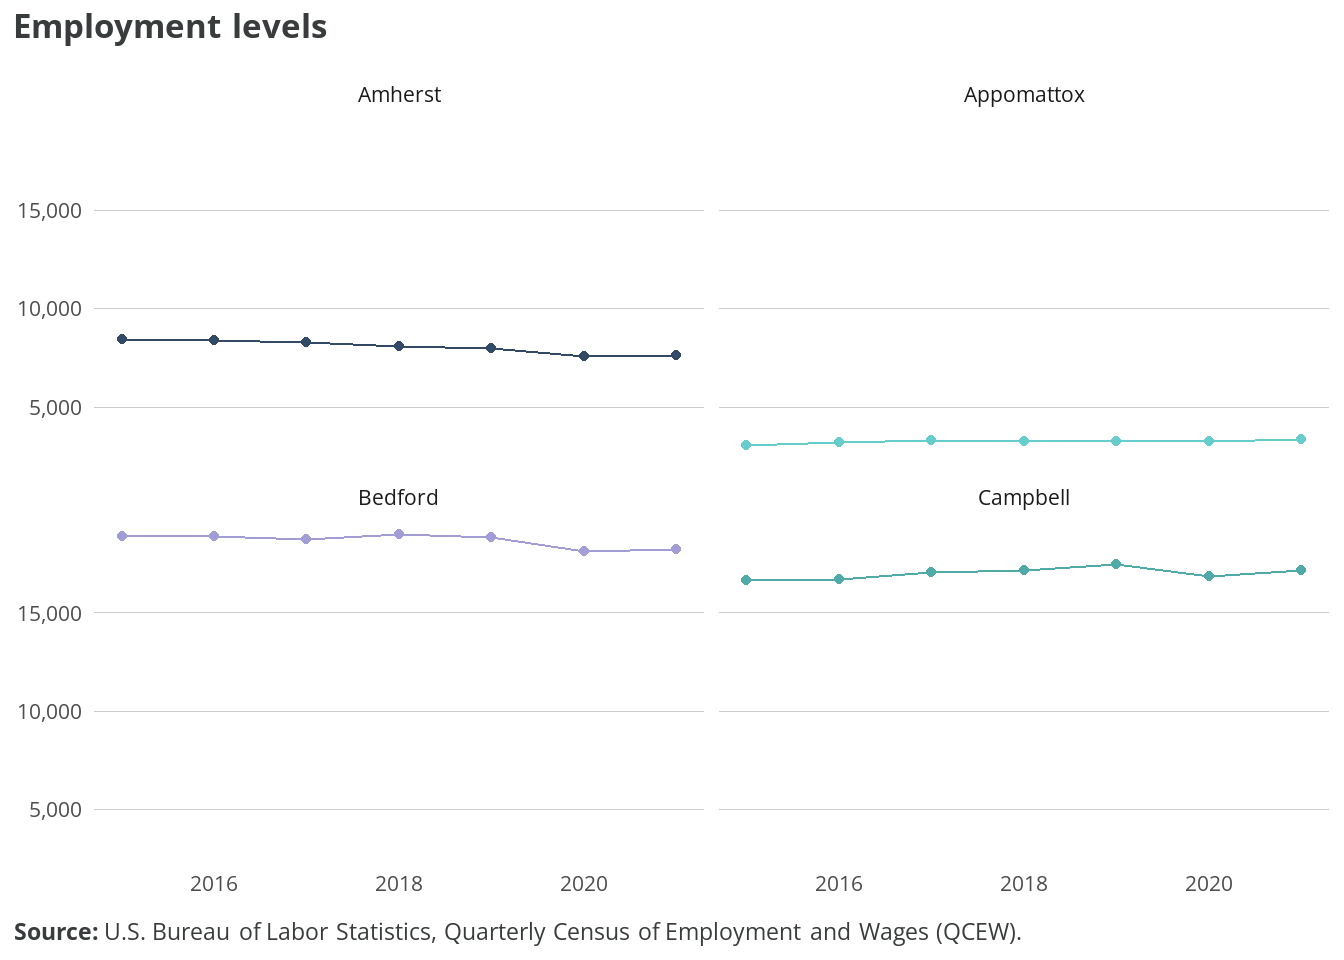 Employment levels
Amherst
Appomattox
15,000
10,000
5,000
Bedford
Campbell
15,000
10,000
5,000
2016 2018 2020 2016 2018 2020
Source: U.S. Bureau of Labor Statistics, Quarterly Census of Employment and Wages (QCEW).